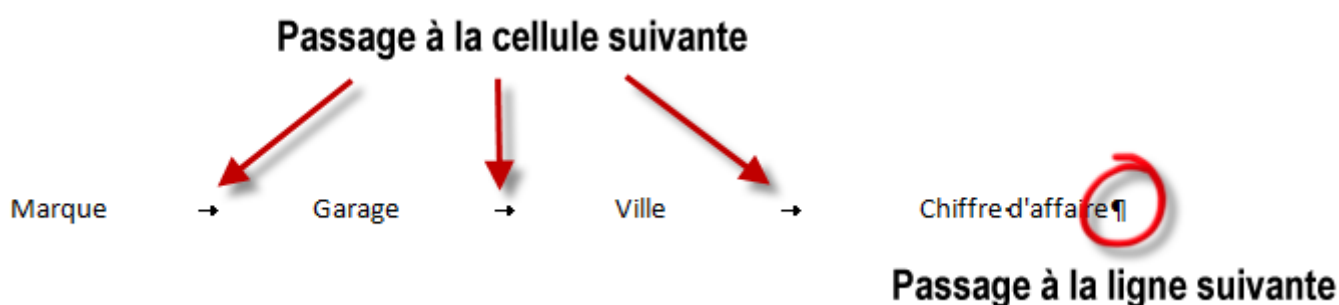 Passage à la cellule suivante
Marque → Garage → Ville → Chiffre·d'affaire¶
Passage à la ligne suivante